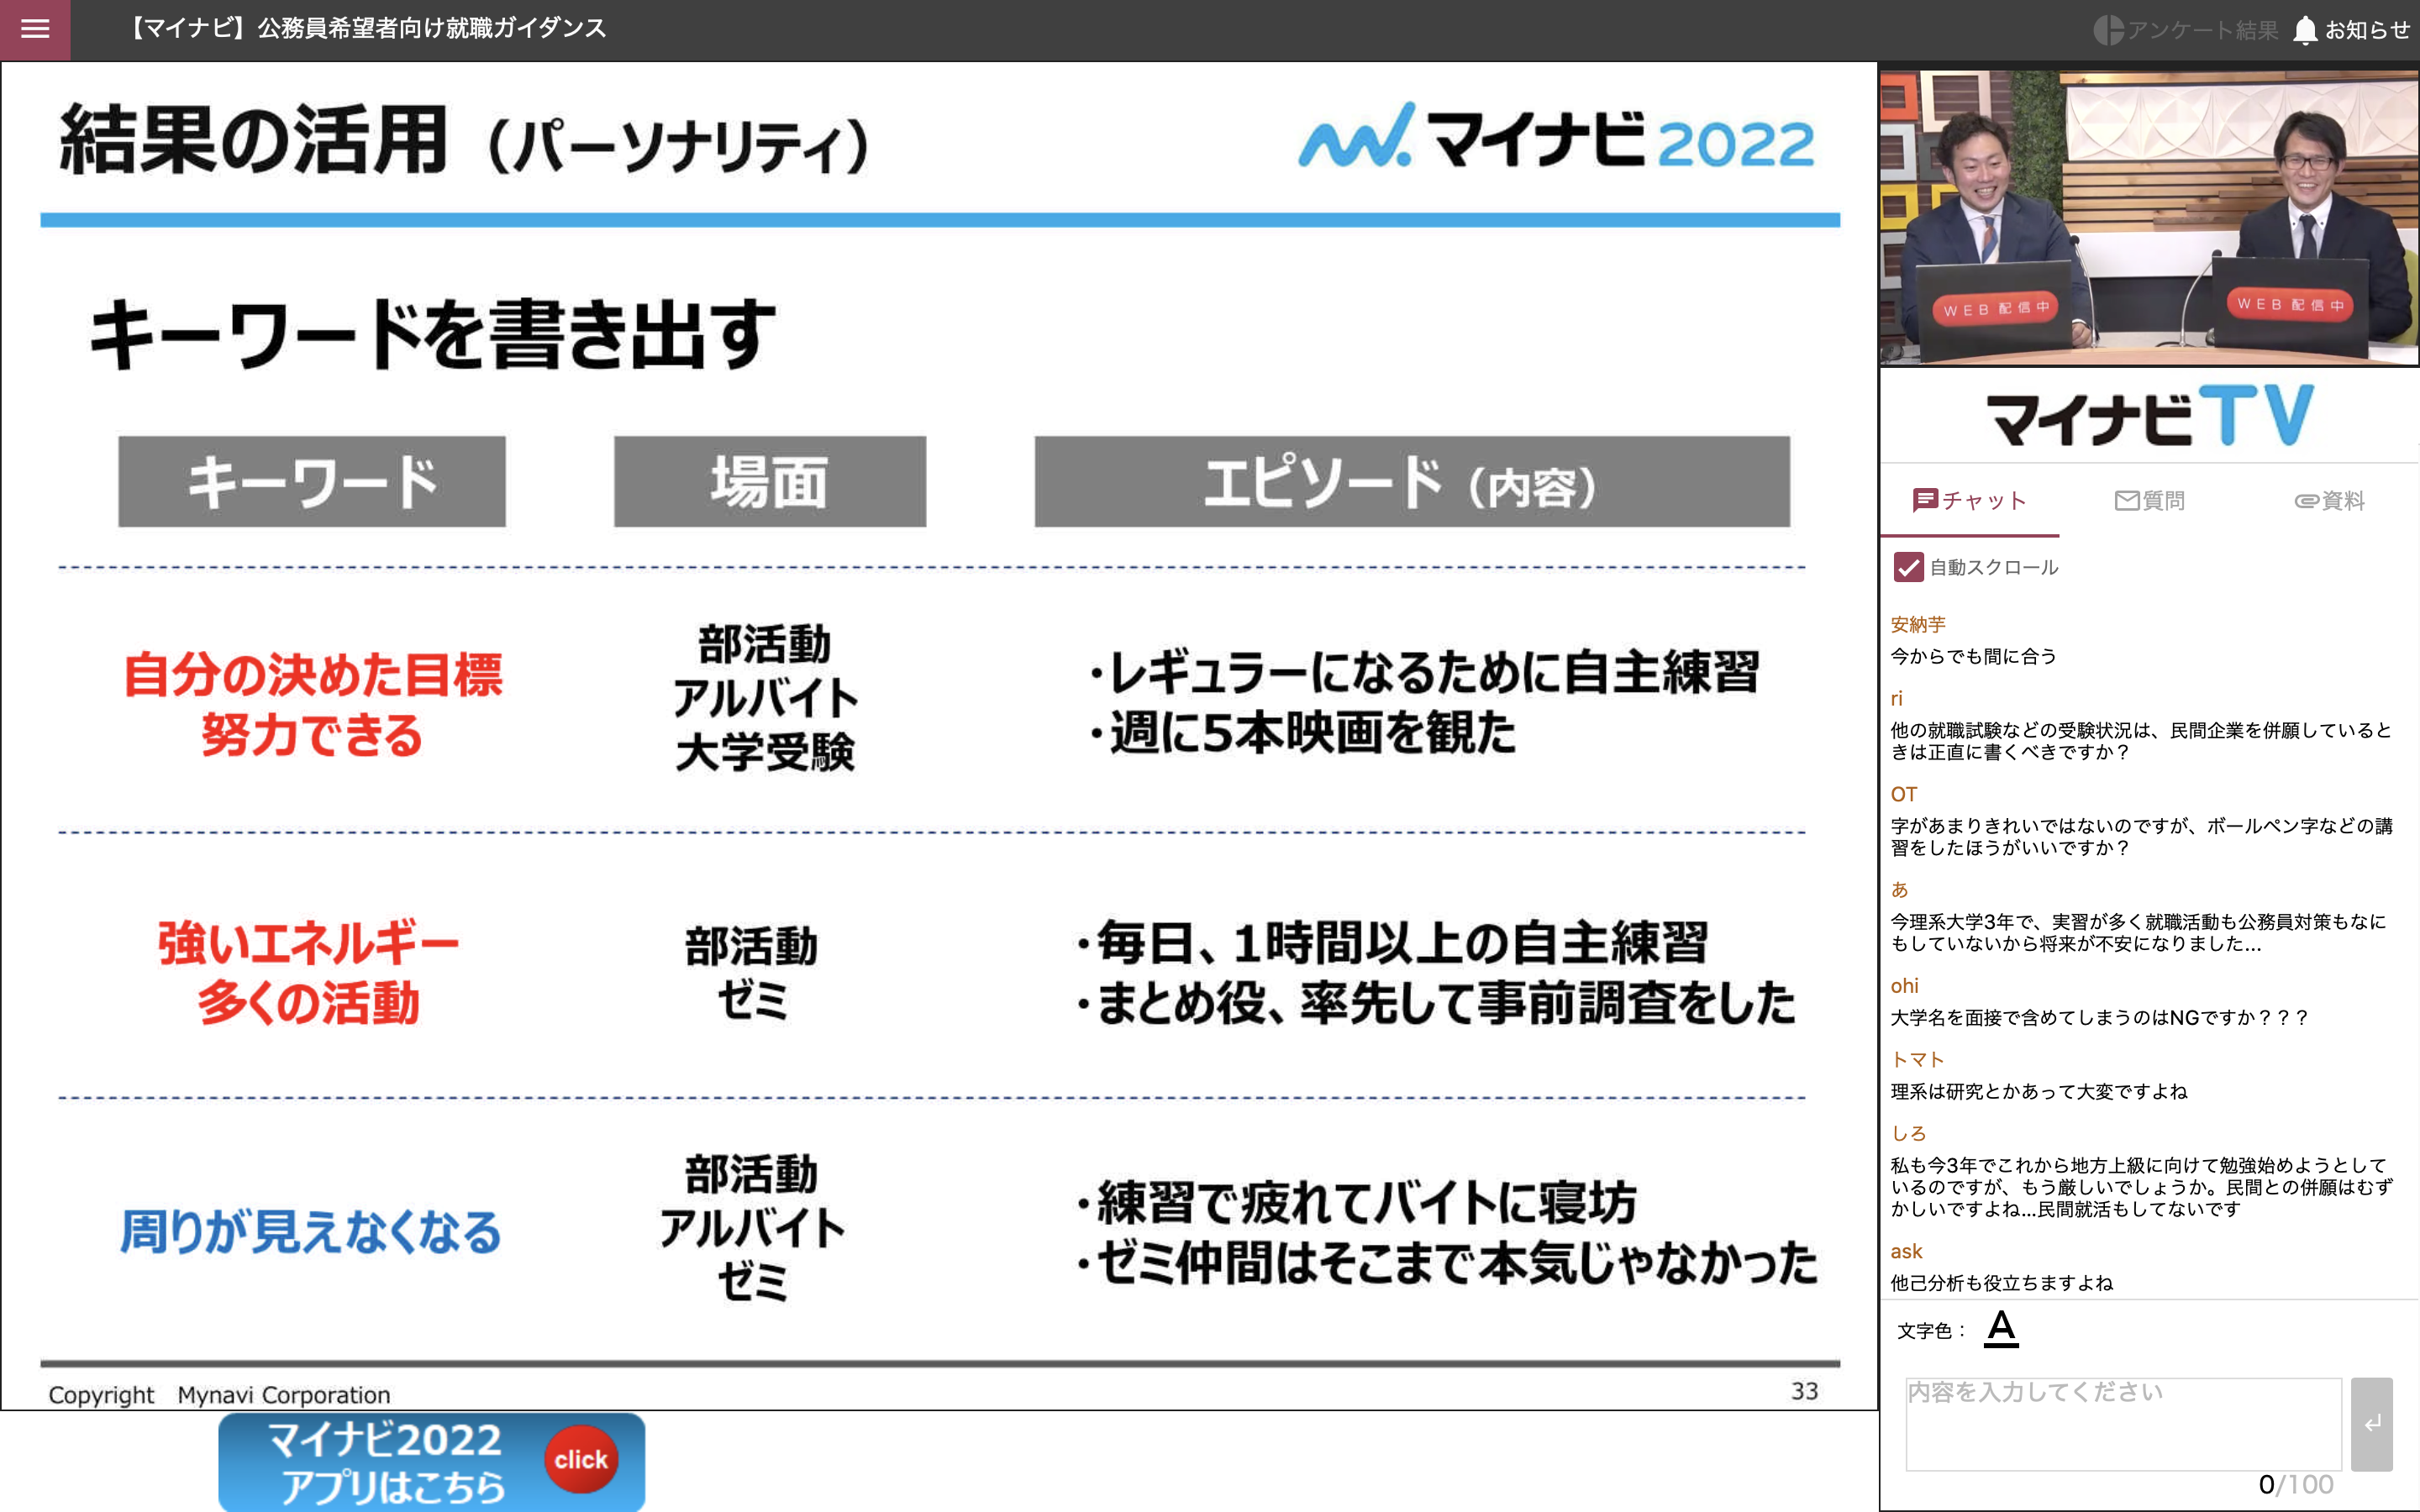 【マイナビ】公務員希望者向け就職ガイダンス
アンケート結果
お知らせ
結果の活用（パーソナリティ）
マイナビ2022
キーワードを書き出す
キーワード
場面
エピソード（内容）
自分の決めた目標
努力できる
部活動
アルバイト
大学受験
・レギュラーになるために自主練習
・週に5本映画を観た
強いエネルギー
多くの活動
部活動
ゼミ
・毎日、1時間以上の自主練習
・まとめ役、率先して事前調査をした
周りが見えなくなる
部活動
アルバイト
ゼミ
・練習で疲れてバイトに寝坊
・ゼミ仲間はそこまで本気じゃなかった
Copyright Mynavi Corporation
33
マイナビ2022
アプリはこちら
click
WEB配信中
WEB配信中
マイナビTV
チャット
質問
資料
自動スクロール
安納芋
今からでも間に合う
ri
他の就職試験などの受験状況は、民間企業を併願していると
きは正直に書くべきですか？
OT
字があまりきれいではないのですが、ボールペン字などの講
習をしたほうがいいですか？
あ
今理系大学3年で、実習が多く就職活動も公務員対策もなに
もしていないから将来が不安になりました...
ohi
大学名を面接で含めてしまうのはNGですか？？？
トマト
理系は研究とかあって大変ですよね
しろ
私も今3年でこれから地方上級に向けて勉強始めようとして
いるのですが、もう厳しいでしょうか。民間との併願はむず
かしいですよね...民間就活もしてないです
ask
他己分析も役立ちますよね
文字色：
A
内容を入力してください
0/100